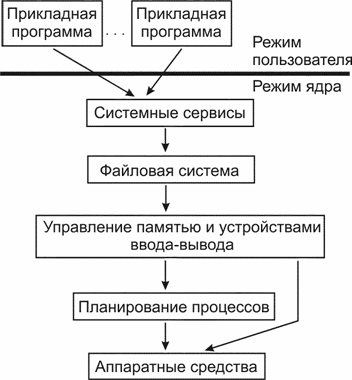 Прикладная
программа
. . .
Прикладная
программа
Режим
пользователя
Режим ядра
Системные сервисы
Файловая система
Управление памятью и устройствами
ввода-вывода
Планирование процессов
Аппаратные средства